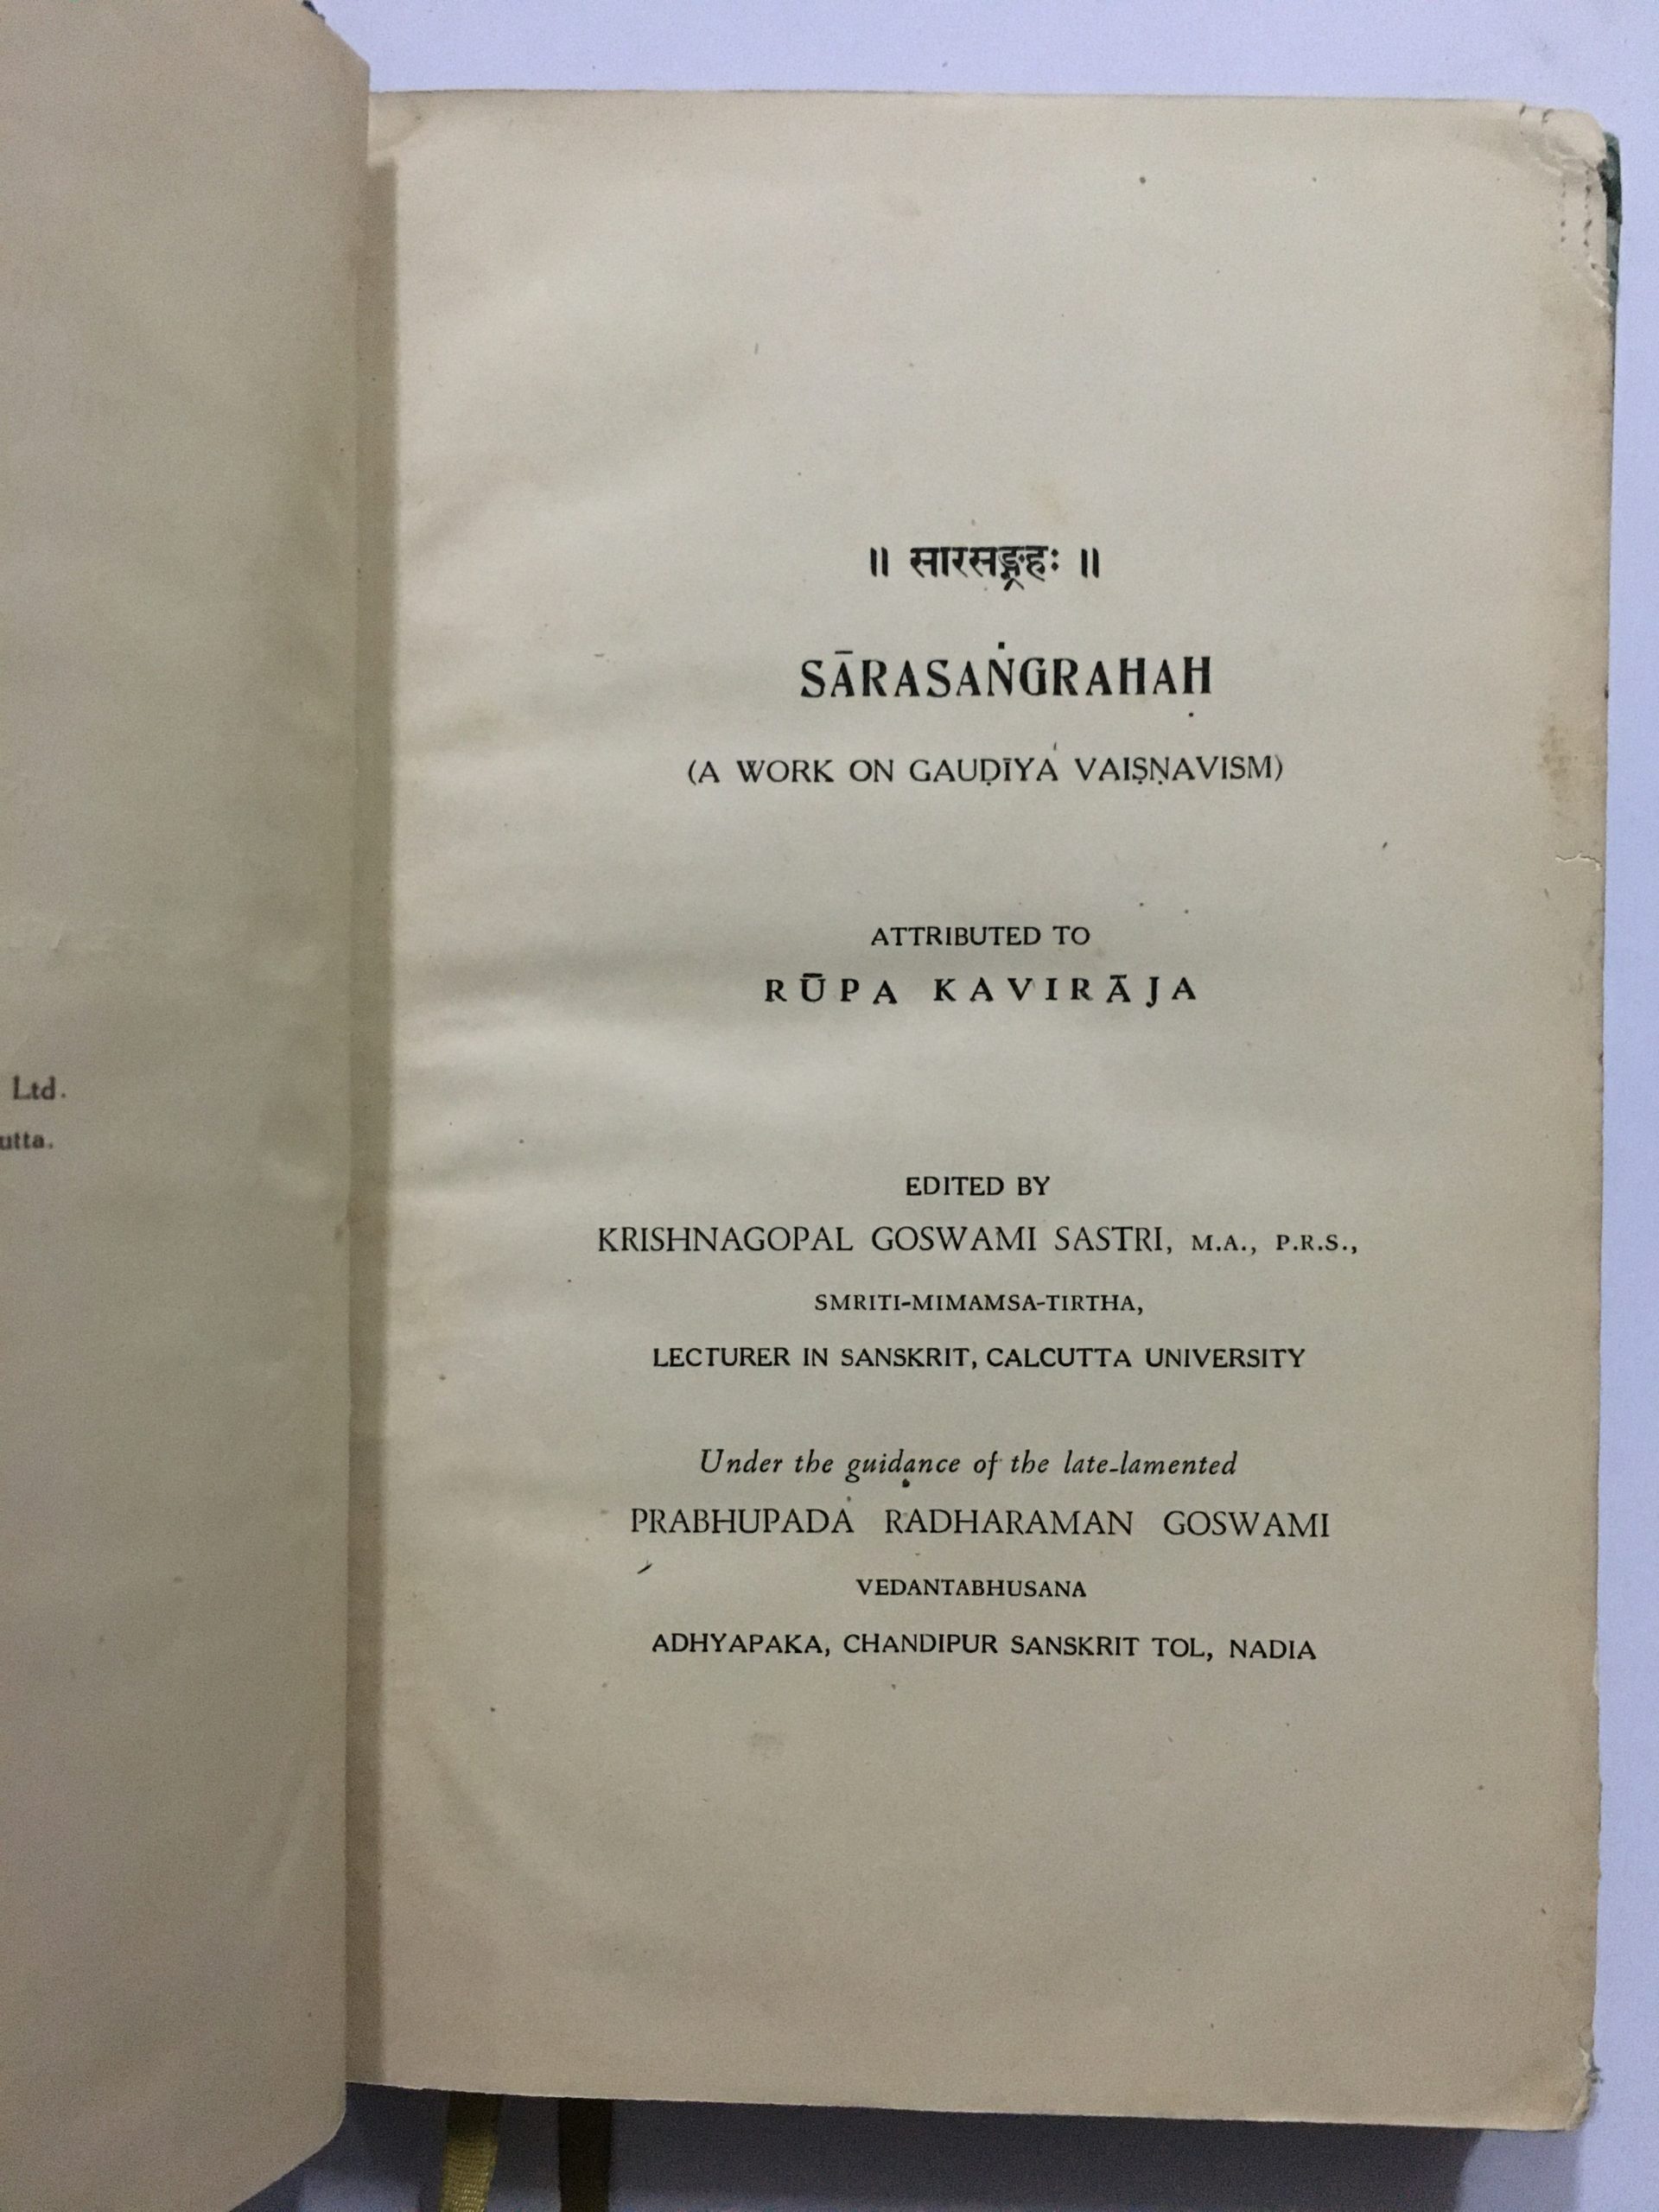 Ltd.
utta.
॥ सारसङ्ग्रहः ॥
SĀRASAṄGRAHAḤ
(A WORK ON GAUḌĪYA VAIṢṆAVISM)
ATTRIBUTED TO
RŪPA KAVIRĀJA
EDITED BY
KRISHNAGOPAL GOSWAMI SASTRI, M.A., P.R.S.,
SMRITI-MIMAMSA-TIRTHA,
LECTURER IN SANSKRIT, CALCUTTA UNIVERSITY
Under the guidance of the late-lamented
PRABHUPADA RADHARAMAN GOSWAMI
VEDANTABHUSANA
ADHYAPAKA, CHANDIPUR SANSKRIT TOL, NADIA